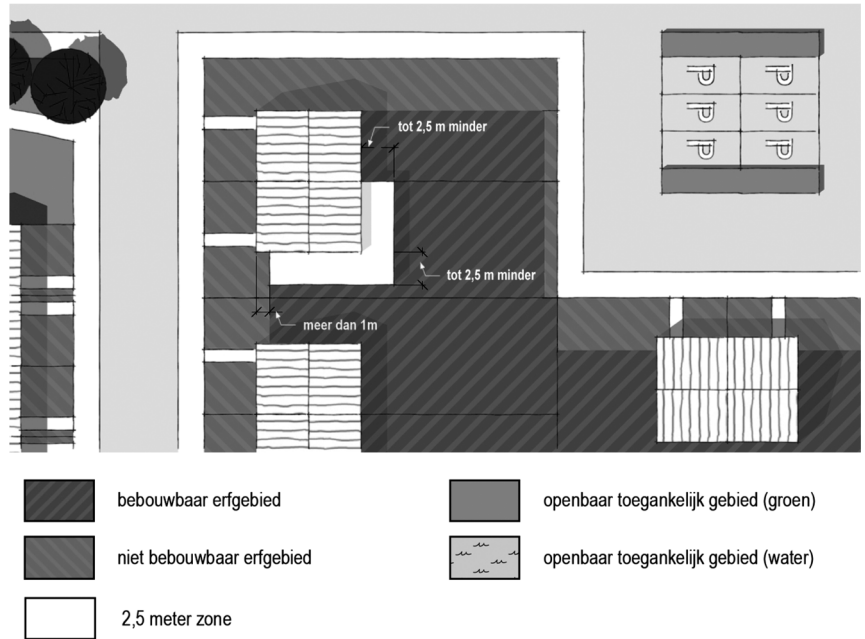 tot 2,5 m minder
tot 2,5 m minder
meer dan 1m
bebouwbaar erfgebied
openbaar toegankelijk gebied (groen)
niet bebouwbaar erfgebied
openbaar toegankelijk gebied (water)
2,5 meter zone